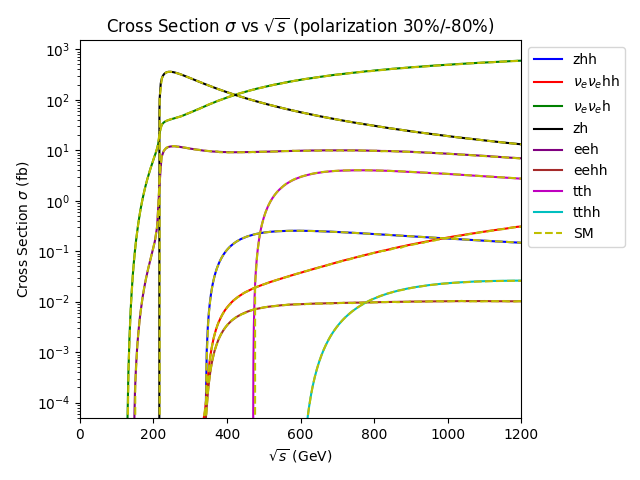 Cross Section σ vs √s (polarization 30%/-80%)
Cross Section σ (fb)
10³
10²
10¹
10⁰
10⁻¹
10⁻²
10⁻³
10⁻⁴
0 200 400 600 800 1000 1200
√s (GeV)
zhh
νₑνₑhh
νₑνₑh
zh
eeh
eehh
tth
tthh
SM